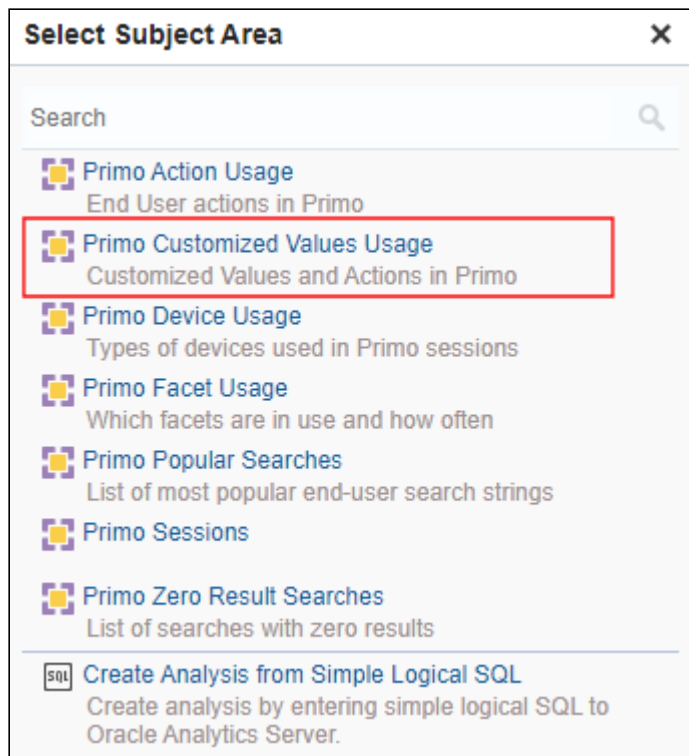 Select Subject Area
Search
Primo Action Usage
End User actions in Primo
Primo Customized Values Usage
Customized Values and Actions in Primo
Primo Device Usage
Types of devices used in Primo sessions
Primo Facet Usage
Which facets are in use and how often
Primo Popular Searches
List of most popular end-user search strings
Primo Sessions
Primo Zero Result Searches
List of searches with zero results
SQL Create Analysis from Simple Logical SQL
Create analysis by entering simple logical SQL to
Oracle Analytics Server.